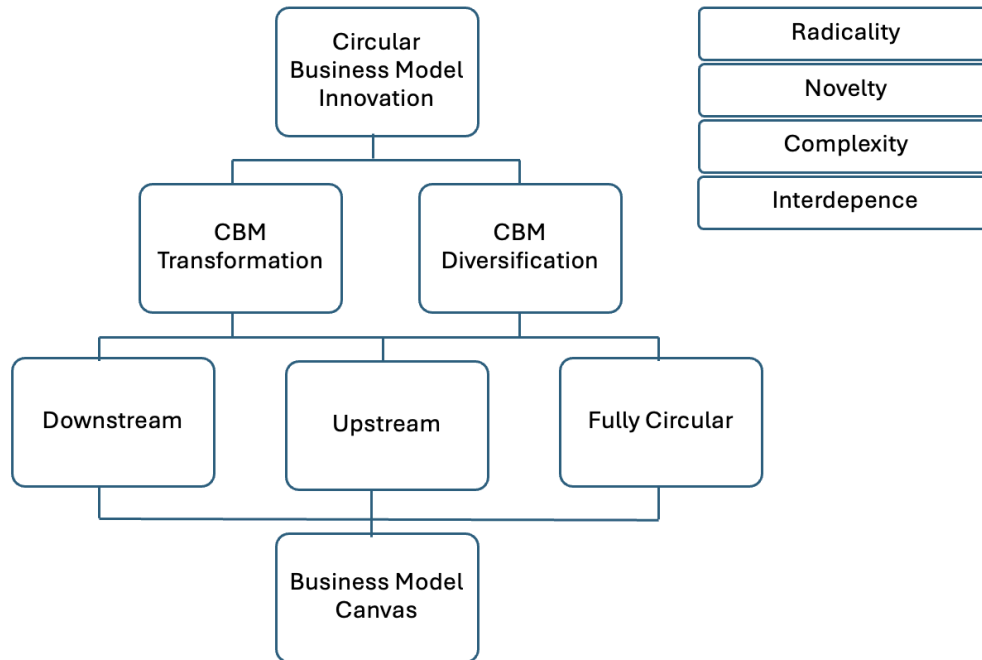 Circular
Business Model
Innovation
Radicality
Novelty
Complexity
Interdepence
CBM
Transformation
CBM
Diversification
Downstream
Upstream
Fully Circular
Business Model
Canvas